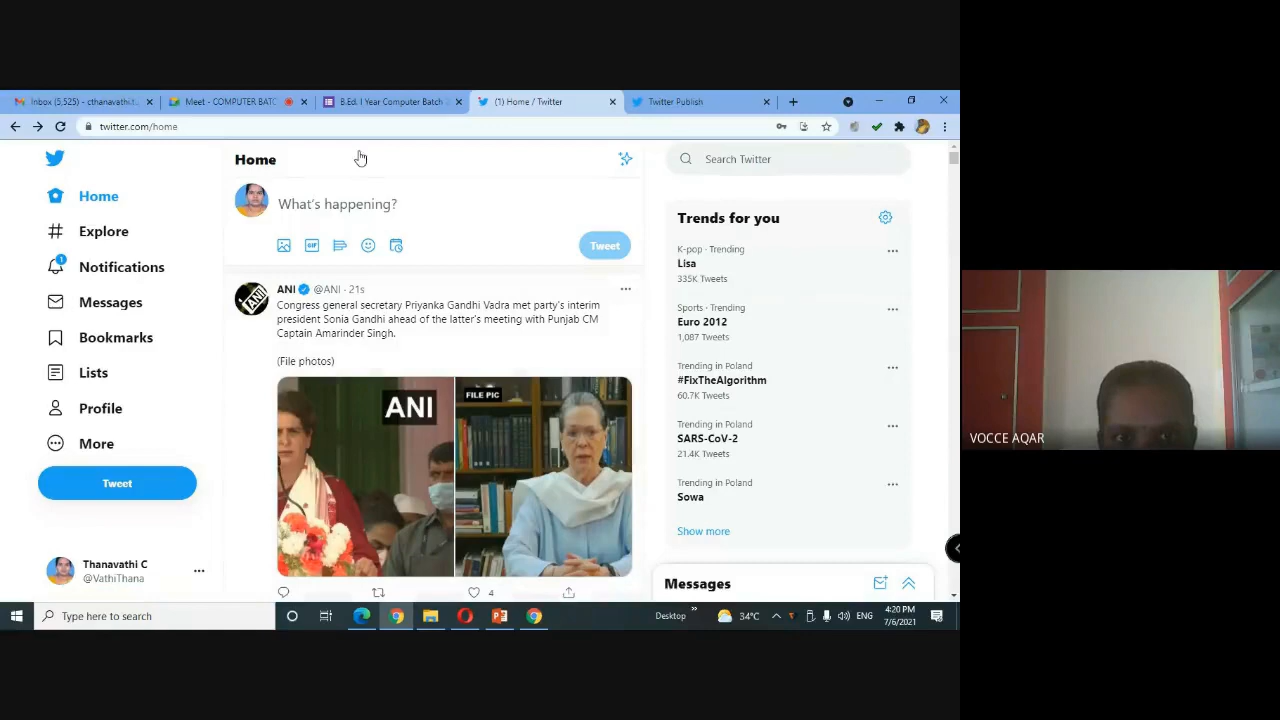 Inbox (5,525) - cthanavathi.t...
Meet - COMPUTER BATC
B.Ed. I Year Computer Batch 2
(1) Home / Twitter
Twitter Publish
twitter.com/home
Home
Explore
Notifications
1
Messages
Bookmarks
Lists
Profile
More
Tweet
Thanavathi C
@VathiThana
Home
What's happening?
GIF
Tweet
ANI @ANI · 21s
Congress general secretary Priyanka Gandhi Vadra met party's interim
president Sonia Gandhi ahead of the latter's meeting with Punjab CM
Captain Amarinder Singh.
(File photos)
ANI
ANI
FILE PIC
4
Search Twitter
Trends for you
K-pop · Trending
Lisa
335K Tweets
Sports · Trending
Euro 2012
1,087 Tweets
Trending in Poland
#FixTheAlgorithm
60.7K Tweets
Trending in Poland
SARS-CoV-2
21.4K Tweets
Trending in Poland
Sowa
Show more
Messages
Type here to search
Desktop
34°C
ENG
4:20 PM
7/6/2021
VOCCE AQAR